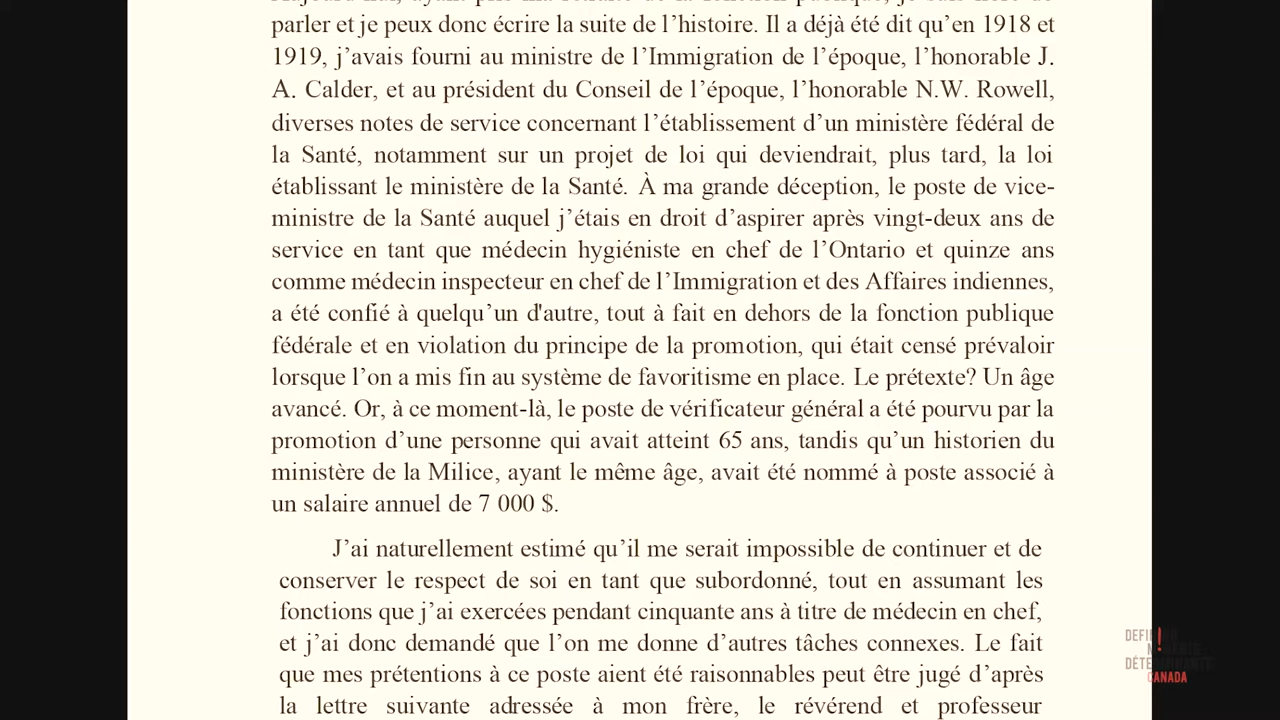 parler et je peux donc écrire la suite de l'histoire. Il a déjà été dit qu'en 1918 et
1919, j'avais fourni au ministre de l'Immigration de l'époque, l'honorable J.
A. Calder, et au président du Conseil de l'époque, l'honorable N.W. Rowell,
diverses notes de service concernant l'établissement d'un ministère fédéral de
la Santé, notamment sur un projet de loi qui deviendrait, plus tard, la loi
établissant le ministère de la Santé. À ma grande déception, le poste de vice-
ministre de la Santé auquel j'étais en droit d'aspirer après vingt-deux ans de
service en tant que médecin hygiéniste en chef de l'Ontario et quinze ans
comme médecin inspecteur en chef de l'Immigration et des Affaires indiennes,
a été confié à quelqu'un d'autre, tout à fait en dehors de la fonction publique
fédérale et en violation du principe de la promotion, qui était censé prévaloir
lorsque l'on a mis fin au système de favoritisme en place. Le prétexte? Un âge
avancé. Or, à ce moment-là, le poste de vérificateur général a été pourvu par la
promotion d'une personne qui avait atteint 65 ans, tandis qu'un historien du
ministère de la Milice, ayant le même âge, avait été nommé à poste associé à
un salaire annuel de 7 000 $.
J'ai naturellement estimé qu'il me serait impossible de continuer et de
conserver le respect de soi en tant que subordonné, tout en assumant les
fonctions que j'ai exercées pendant cinquante ans à titre de médecin en chef,
et j'ai donc demandé que l'on me donne d'autres tâches connexes. Le fait
que mes prétentions à ce poste aient été raisonnables peut être jugé d'après
la lettre suivante adressée à mon frère, le révérend et professeur
CANADA